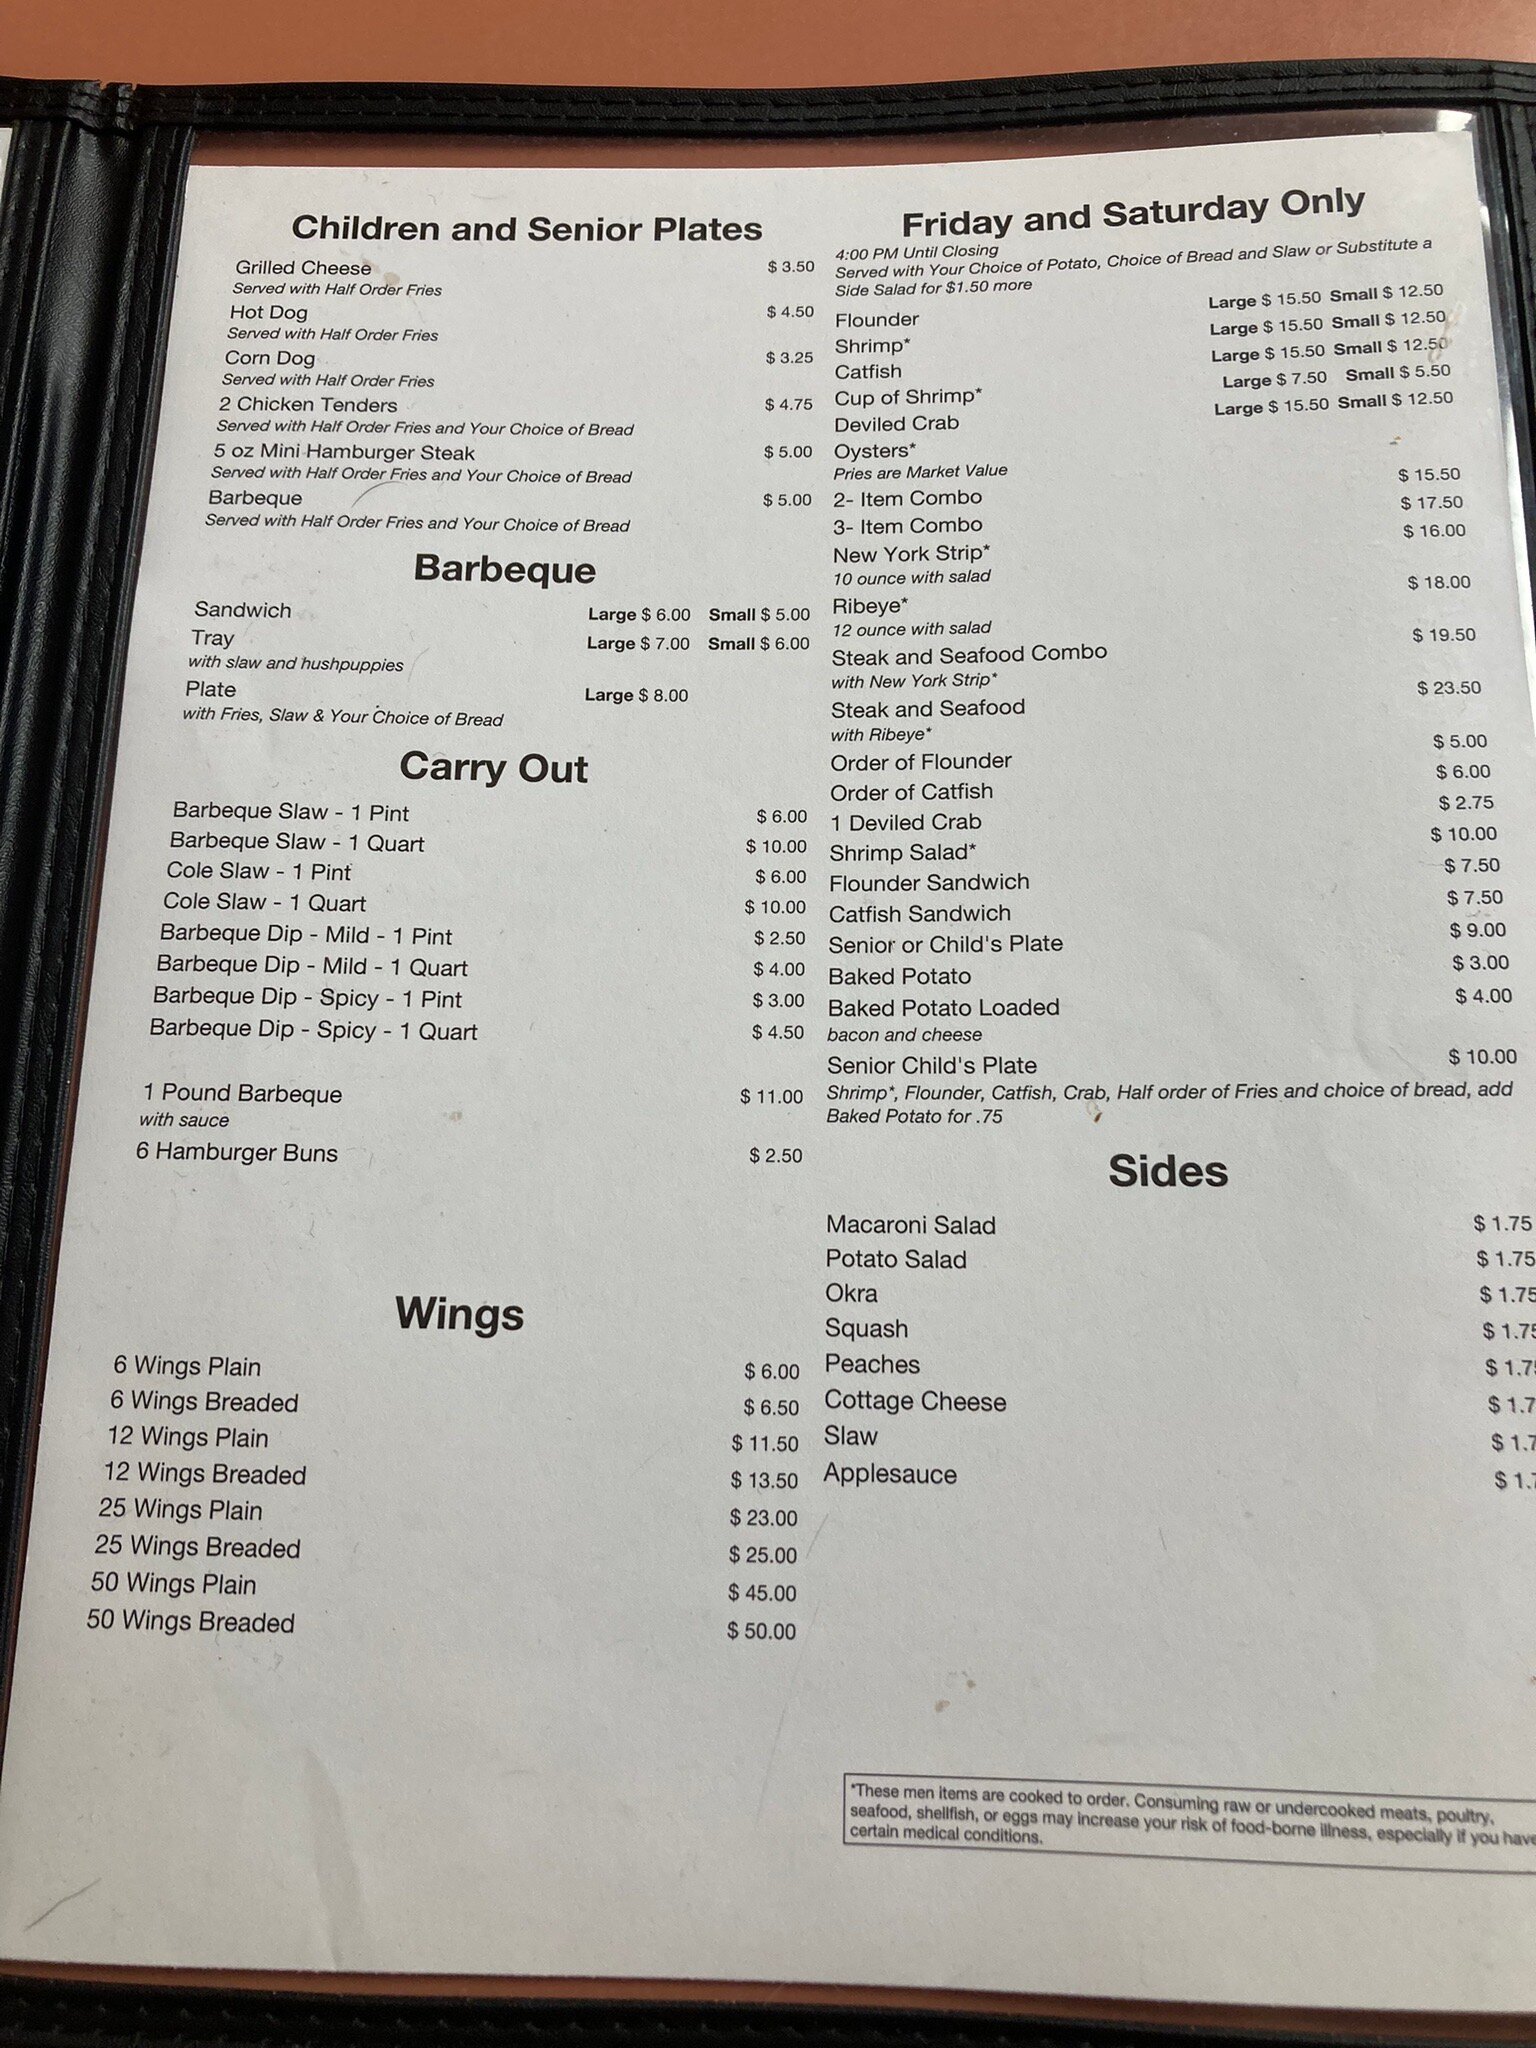 Children and Senior Plates
Grilled Cheese $ 3.50
Served with Half Order Fries
Hot Dog $ 4.50
Served with Half Order Fries
Corn Dog $ 3.25
Served with Half Order Fries
2 Chicken Tenders $ 4.75
Served with Half Order Fries and Your Choice of Bread
5 oz Mini Hamburger Steak $ 5.00
Served with Half Order Fries and Your Choice of Bread
Barbeque $ 5.00
Served with Half Order Fries and Your Choice of Bread
Barbeque
Sandwich Large $ 6.00 Small $ 5.00
Tray Large $ 7.00 Small $ 6.00
with slaw and hushpuppies
Plate Large $ 8.00
with Fries, Slaw & Your Choice of Bread
Carry Out
Barbeque Slaw - 1 Pint $ 6.00
Barbeque Slaw - 1 Quart $ 10.00
Cole Slaw - 1 Pint $ 6.00
Cole Slaw - 1 Quart $ 10.00
Barbeque Dip - Mild - 1 Pint $ 2.50
Barbeque Dip - Mild - 1 Quart $ 4.00
Barbeque Dip - Spicy - 1 Pint $ 3.00
Barbeque Dip - Spicy - 1 Quart $ 4.50
1 Pound Barbeque $ 11.00
with sauce
6 Hamburger Buns $ 2.50
Wings
6 Wings Plain $ 6.00
6 Wings Breaded $ 6.50
12 Wings Plain $ 11.50
12 Wings Breaded $ 13.50
25 Wings Plain $ 23.00
25 Wings Breaded $ 25.00
50 Wings Plain $ 45.00
50 Wings Breaded $ 50.00
Friday and Saturday Only
4:00 PM Until Closing
Served with Your Choice of Potato, Choice of Bread and Slaw or Substitute a
Side Salad for $1.50 more
Flounder Large $ 15.50 Small $ 12.50
Shrimp* Large $ 15.50 Small $ 12.50
Catfish Large $ 15.50 Small $ 12.50
Cup of Shrimp* Large $ 7.50 Small $ 5.50
Deviled Crab Large $ 15.50 Small $ 12.50
Oysters*
Pries are Market Value
2- Item Combo $ 15.50
3- Item Combo $ 17.50
New York Strip* $ 16.00
10 ounce with salad
Ribeye* $ 18.00
12 ounce with salad
Steak and Seafood Combo $ 19.50
with New York Strip*
Steak and Seafood $ 23.50
with Ribeye*
Order of Flounder $ 5.00
Order of Catfish $ 6.00
1 Deviled Crab $ 2.75
Shrimp Salad* $ 10.00
Flounder Sandwich $ 7.50
Catfish Sandwich $ 7.50
Senior or Child's Plate $ 9.00
Baked Potato $ 3.00
Baked Potato Loaded $ 4.00
bacon and cheese
Senior Child's Plate $ 10.00
Shrimp*, Flounder, Catfish, Crab, Half order of Fries and choice of bread, add
Baked Potato for .75
Sides
Macaroni Salad $ 1.75
Potato Salad $ 1.75
Okra $ 1.75
Squash $ 1.75
Peaches $ 1.7
Cottage Cheese $ 1.7
Slaw $ 1.7
Applesauce $ 1.
*These men items are cooked to order. Consuming raw or undercooked meats, poultry,
seafood, shellfish, or eggs may increase your risk of food-borne illness, especially if you have
certain medical conditions.